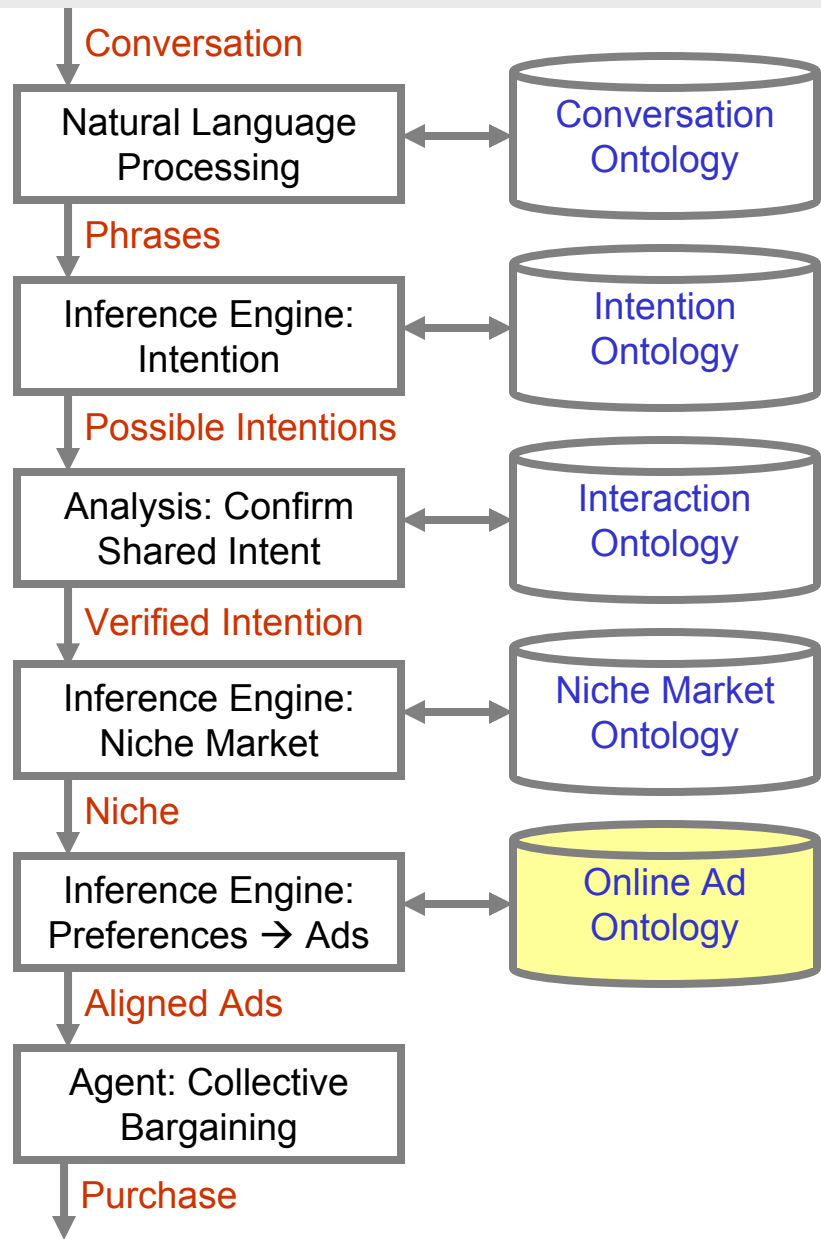 Conversation
Natural Language
Processing
Conversation
Ontology
Phrases
Inference Engine:
Intention
Intention
Ontology
Possible Intentions
Analysis: Confirm
Shared Intent
Interaction
Ontology
Verified Intention
Inference Engine:
Niche Market
Niche Market
Ontology
Niche
Inference Engine:
Preferences → Ads
Online Ad
Ontology
Aligned Ads
Agent: Collective
Bargaining
Purchase